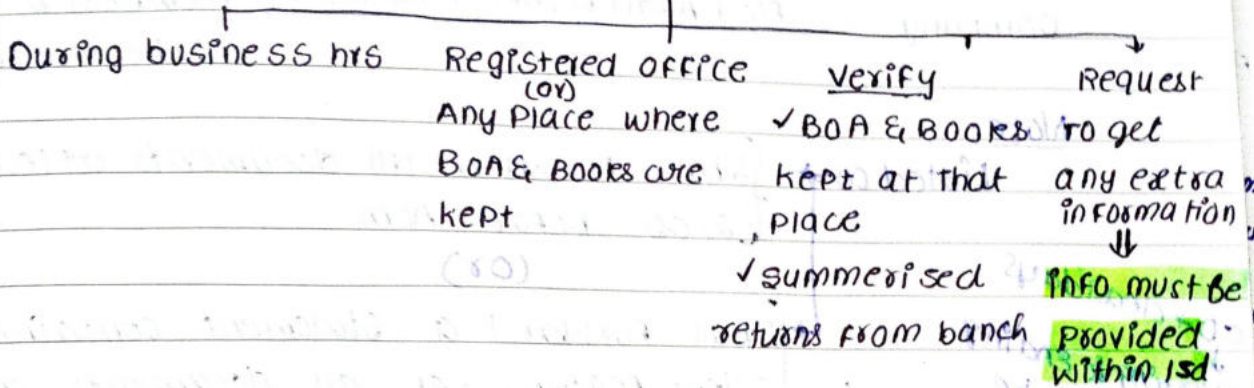 During business hrs
Registered office
(or)
Any Place where
BOA & Books are
kept
Verify
✓BOA & BOOKS
kept at that
place
✓summerised
returns from banch
Request
to get
any extra
information
⇓
info must be
provided
within 15d